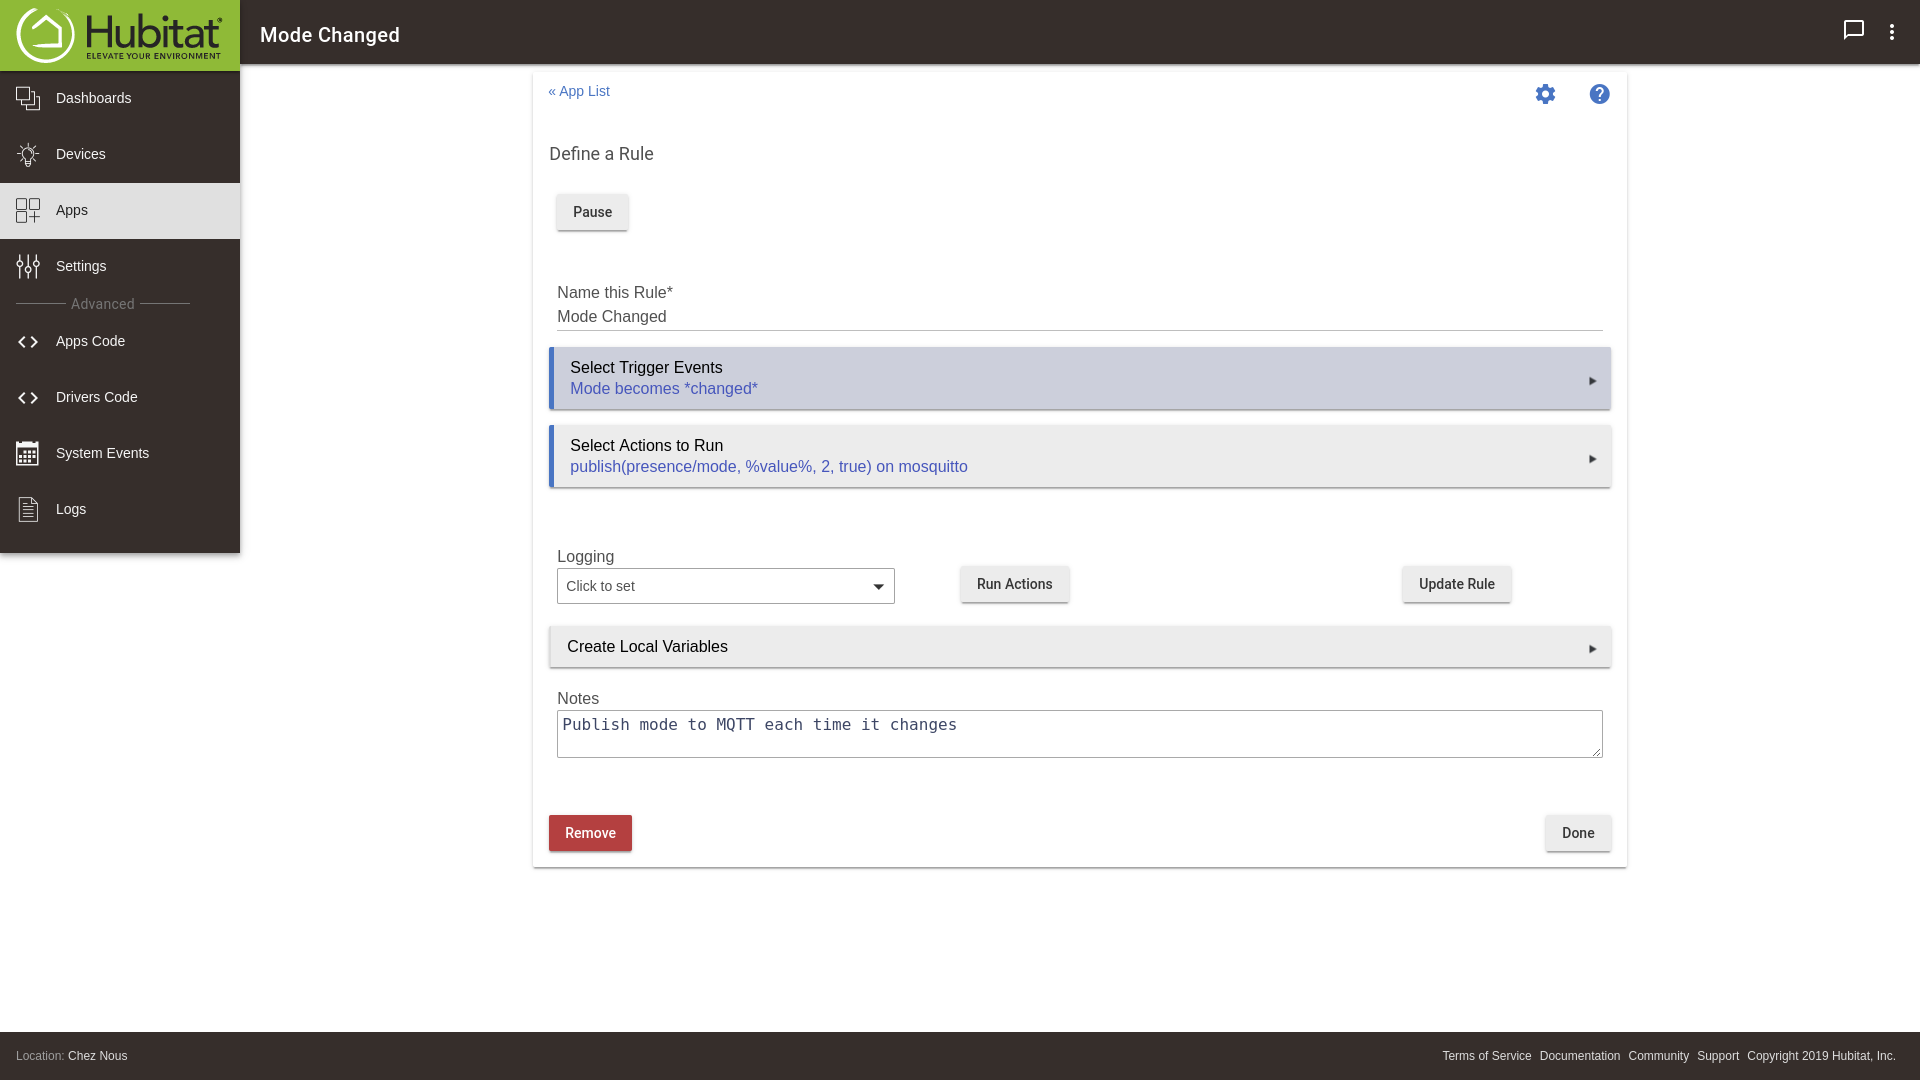 Hubitat®
ELEVATE YOUR ENVIRONMENT
Mode Changed
Dashboards
Devices
Apps
Settings
Advanced
Apps Code
Drivers Code
System Events
Logs
« App List
Define a Rule
Pause
Name this Rule*
Mode Changed
Select Trigger Events
Mode becomes *changed*
Select Actions to Run
publish(presence/mode, %value%, 2, true) on mosquitto
Logging
Click to set
Run Actions
Update Rule
Create Local Variables
Notes
Publish mode to MQTT each time it changes
Remove
Done
Location: Chez Nous
Terms of Service Documentation Community Support Copyright 2019 Hubitat, Inc.